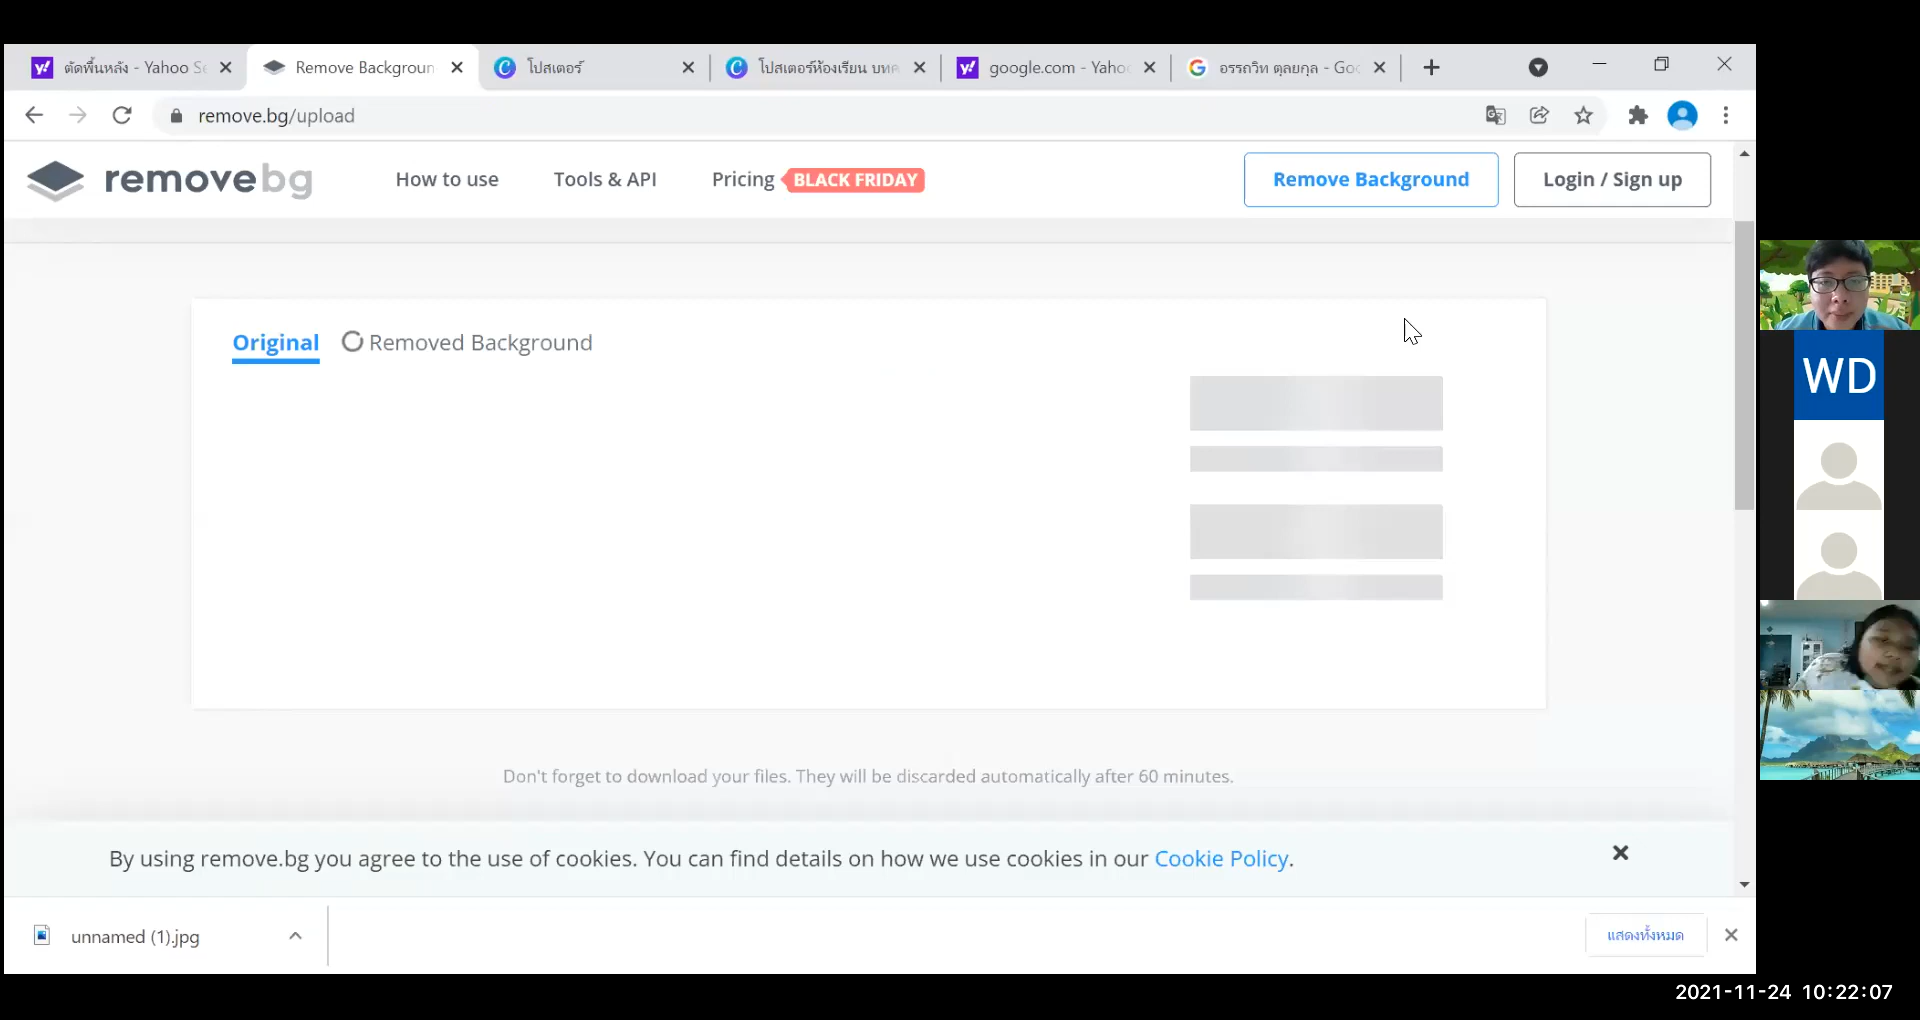 ตัดพื้นหลัง - Yahoo Se
Remove Backgroun
โปสเตอร์
โปสเตอร์ห้องเรียน บทค
google.com - Yahoo
อรรถวิท ตุลยกุล - Goo
remove.bg/upload
removebg
How to use
Tools & API
Pricing
BLACK FRIDAY
Remove Background
Login / Sign up
Original
Removed Background
Don't forget to download your files. They will be discarded automatically after 60 minutes.
By using remove.bg you agree to the use of cookies. You can find details on how we use cookies in our Cookie Policy.
unnamed (1).jpg
แสดงทั้งหมด
WD
2021-11-24 10:22:07